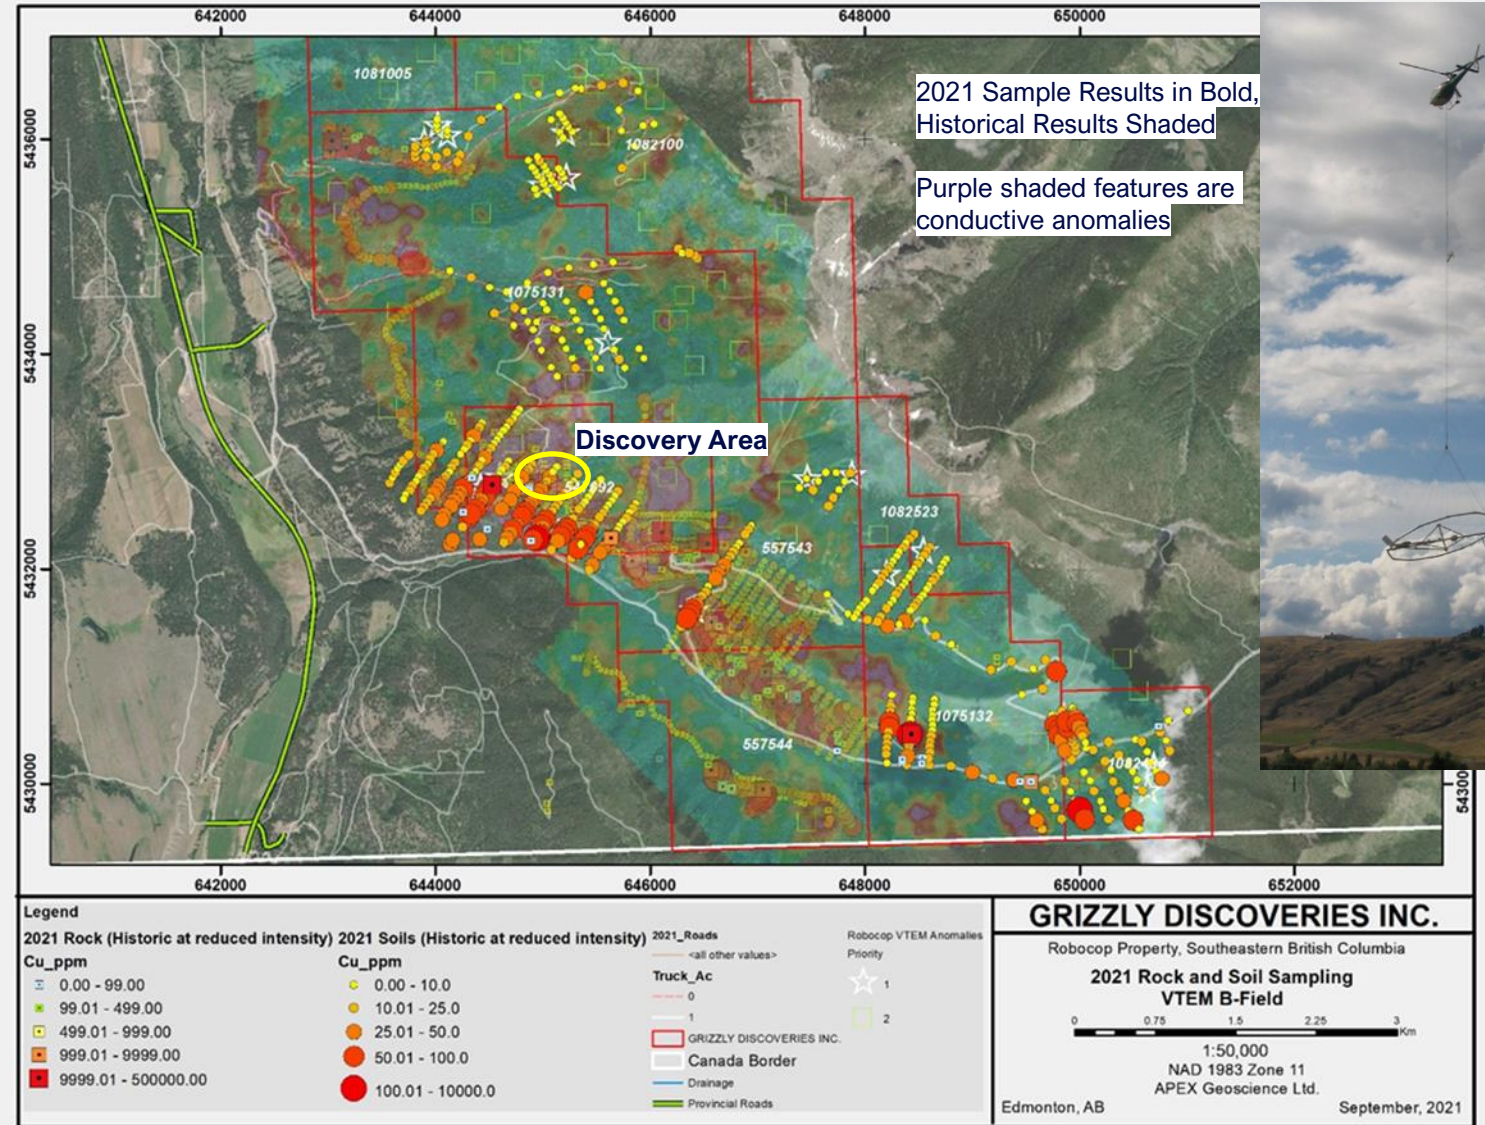 642000 644000 646000 648000 650000
5436000
5434000
5432000
5430000
2021 Sample Results in Bold,
Historical Results Shaded
Purple shaded features are
conductive anomalies
1081005
1082100
1075131
Discovery Area
1082523
557543
1075132
557544
642000 644000 646000 648000 650000 652000
Legend
2021 Rock (Historic at reduced intensity)
Cu_ppm
0.00 - 99.00
99.01 - 499.00
499.01 - 999.00
999.01 - 9999.00
9999.01 - 500000.00
2021 Soils (Historic at reduced intensity)
Cu_ppm
0.00 - 10.0
10.01 - 25.0
25.01 - 50.0
50.01 - 100.0
100.01 - 10000.0
2021_Roads
<all other values>
Truck_Ac
0
1
GRIZZLY DISCOVERIES INC.
Canada Border
Drainage
Provincial Roads
Robocop VTEM Anomalies
Priority
1
2
GRIZZLY DISCOVERIES INC.
Robocop Property, Southeastern British Columbia
2021 Rock and Soil Sampling
VTEM B-Field
0 0.75 1.5 2.25 3
Km
1:50,000
NAD 1983 Zone 11
APEX Geoscience Ltd.
Edmonton, AB September, 2021